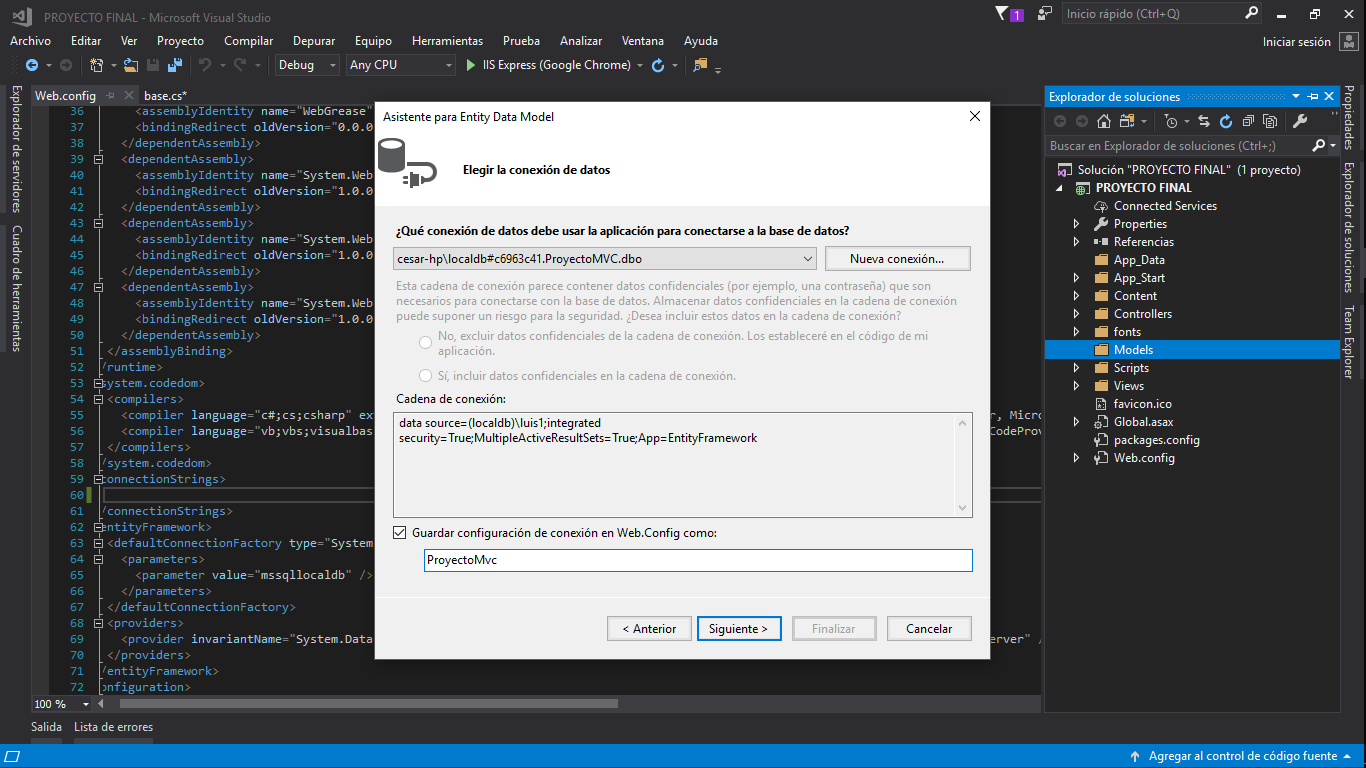 PROYECTO FINAL - Microsoft Visual Studio
1
Inicio rápido (Ctrl+Q)
Archivo Editar Ver Proyecto Compilar Depurar Equipo Herramientas Prueba Analizar Ventana Ayuda
Iniciar sesión
Debug Any CPU IIS Express (Google Chrome)
Explorador de servidores
Cuadro de herramientas
Web.config base.cs*
36 <assemblyIdentity name="WebGrease"
37 <bindingRedirect oldVersion="0.0.0
38 </dependentAssembly>
39 <dependentAssembly>
40 <assemblyIdentity name="System.Web
41 <bindingRedirect oldVersion="1.0.0
42 </dependentAssembly>
43 <dependentAssembly>
44 <assemblyIdentity name="System.Web
45 <bindingRedirect oldVersion="1.0.0
46 </dependentAssembly>
47 <dependentAssembly>
48 <assemblyIdentity name="System.Web
49 <bindingRedirect oldVersion="1.0.0
50 </dependentAssembly>
51 </assemblyBinding>
52 /runtime>
53 system.codedom>
54 <compilers>
55 <compiler language="c#;cs;csharp" ext
, Micros
56 <compiler language="vb;vbs;visualbas
CodeProv
57 </compilers>
58 /system.codedom>
59 connectionStrings>
60
61 /connectionStrings>
62 entityFramework>
63 <defaultConnectionFactory type="System
64 <parameters>
65 <parameter value="mssqllocaldb" />
66 </parameters>
67 </defaultConnectionFactory>
68 <providers>
69 <provider invariantName="System.Data
erver" /
70 </providers>
71 /entityFramework>
72 onfiguration>
100 %
Asistente para Entity Data Model
Elegir la conexión de datos
¿Qué conexión de datos debe usar la aplicación para conectarse a la base de datos?
cesar-hp\localdb#c6963c41.ProyectoMVC.dbo
Nueva conexión...
Esta cadena de conexión parece contener datos confidenciales (por ejemplo, una contraseña) que son
necesarios para conectarse con la base de datos. Almacenar datos confidenciales en la cadena de conexión
puede suponer un riesgo para la seguridad. ¿Desea incluir estos datos en la cadena de conexión?
No, excluir datos confidenciales de la cadena de conexión. Los estableceré en el código de mi
aplicación.
Sí, incluir datos confidenciales en la cadena de conexión.
Cadena de conexión:
data source=(localdb)\luis1;integrated
security=True;MultipleActiveResultSets=True;App=EntityFramework
Guardar configuración de conexión en Web.Config como:
ProyectoMvc
< Anterior Siguiente > Finalizar Cancelar
Explorador de soluciones
Buscar en Explorador de soluciones (Ctrl+;)
Solución "PROYECTO FINAL" (1 proyecto)
PROYECTO FINAL
Connected Services
Properties
Referencias
App_Data
App_Start
Content
Controllers
fonts
Models
Scripts
Views
favicon.ico
Global.asax
packages.config
Web.config
Propiedades
Explorador de soluciones
Team Explorer
Salida Lista de errores
Agregar al control de código fuente